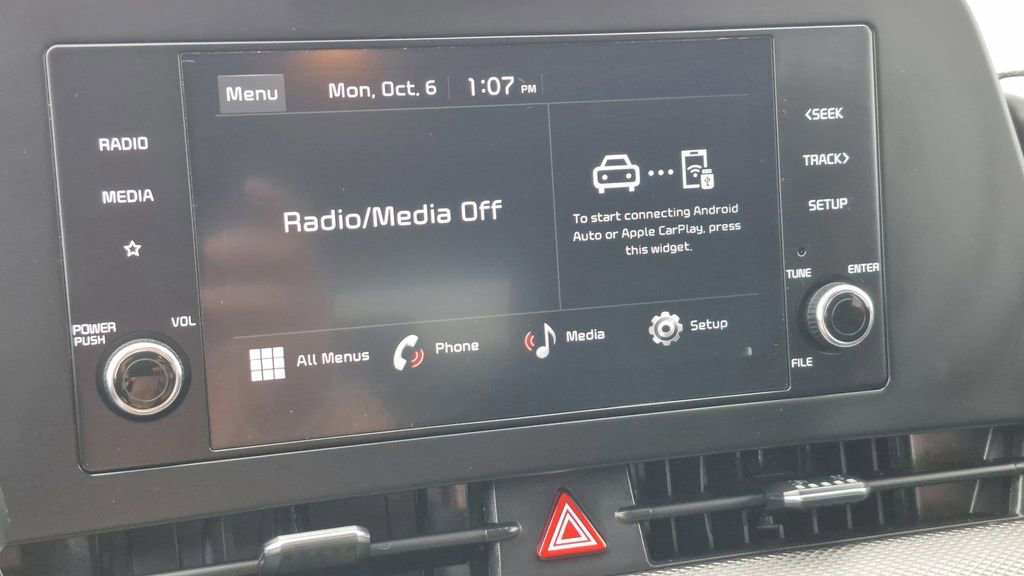 Menu
Mon, Oct. 6
1:07 PM
RADIO
MEDIA
POWER
PUSH
VOL
Radio/Media Off
To start connecting Android
Auto or Apple CarPlay, press
this widget.
All Menus
Phone
Media
Setup
<SEEK
TRACK>
SETUP
TUNE
ENTER
FILE